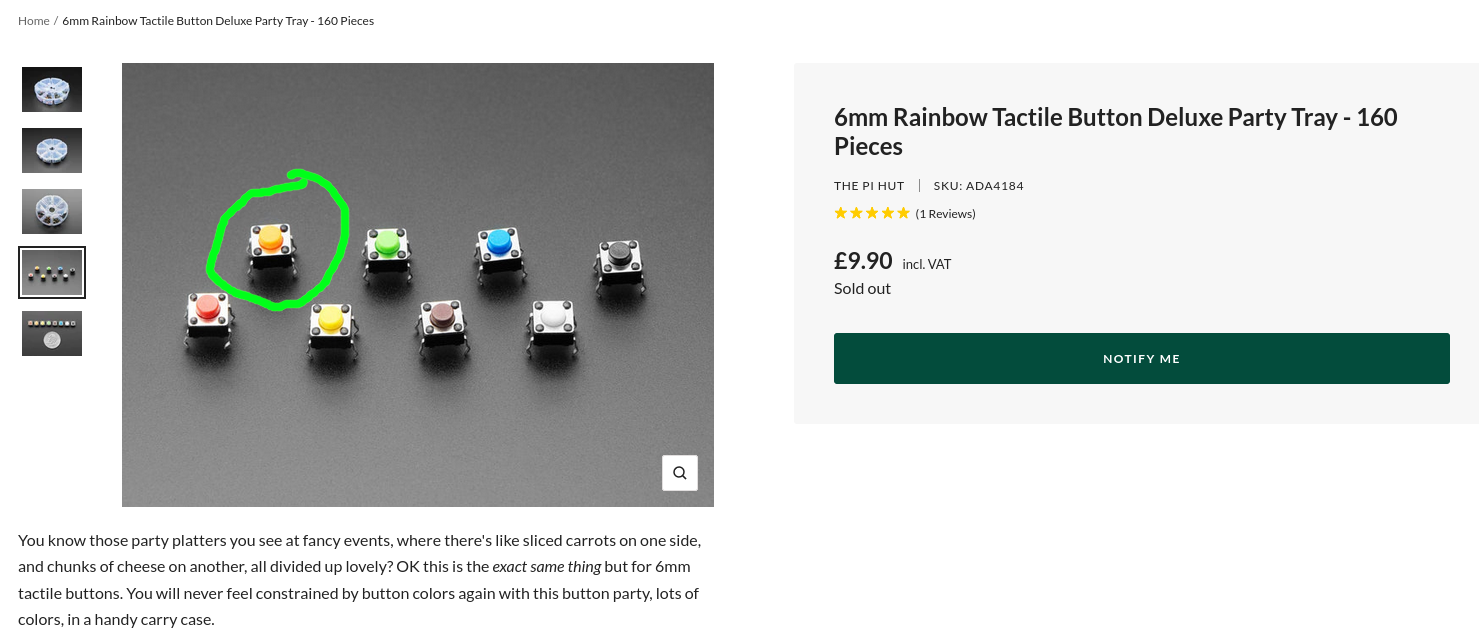 Home / 6mm Rainbow Tactile Button Deluxe Party Tray - 160 Pieces
6mm Rainbow Tactile Button Deluxe Party Tray - 160
Pieces
THE PI HUT | SKU: ADA4184
(1 Reviews)
£9.90 incl. VAT
Sold out
NOTIFY ME
You know those party platters you see at fancy events, where there's like sliced carrots on one side,
and chunks of cheese on another, all divided up lovely? OK this is the exact same thing but for 6mm
tactile buttons. You will never feel constrained by button colors again with this button party, lots of
colors, in a handy carry case.